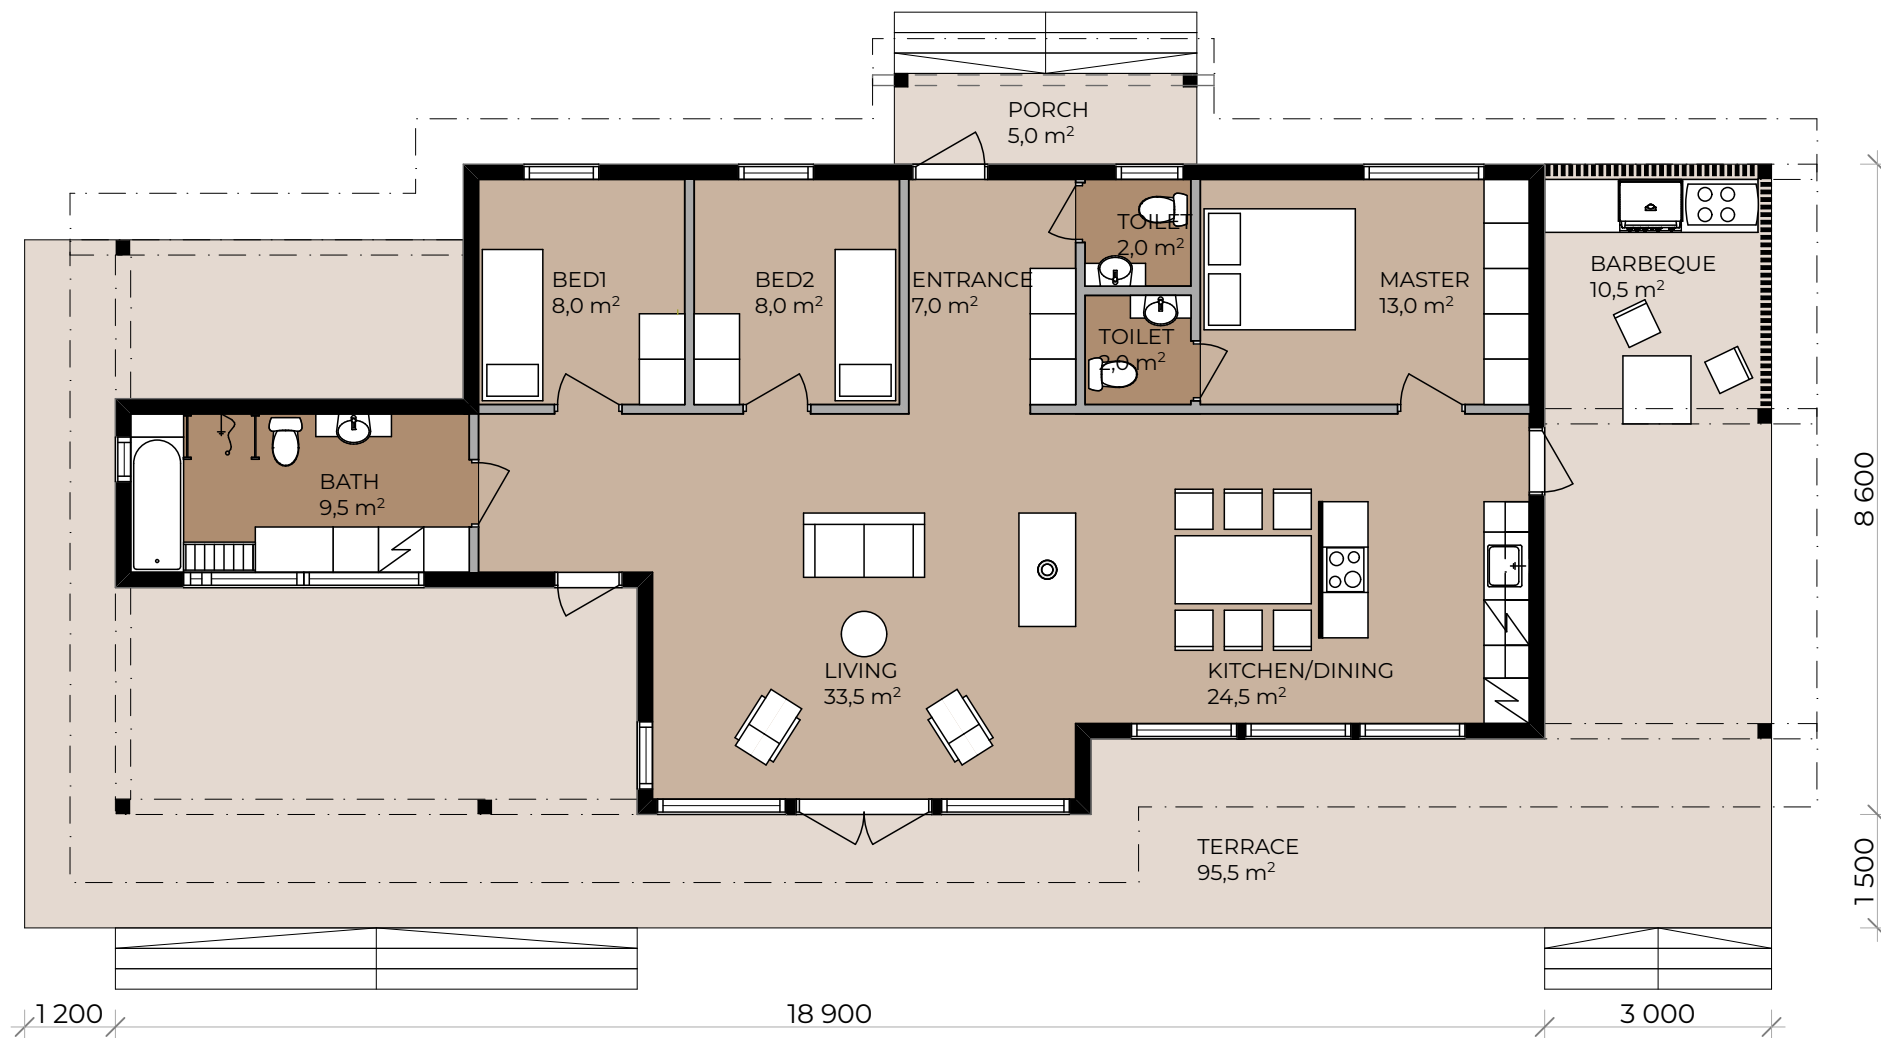 PORCH
5,0 m²
TOILET
2,0 m²
BED1
8,0 m²
BED2
8,0 m²
ENTRANCE
7,0 m²
MASTER
13,0 m²
BARBEQUE
10,5 m²
TOILET
2,0 m²
BATH
9,5 m²
8 600
LIVING
33,5 m²
KITCHEN/DINING
24,5 m²
TERRACE
95,5 m²
1 500
1 200
18 900
3 000